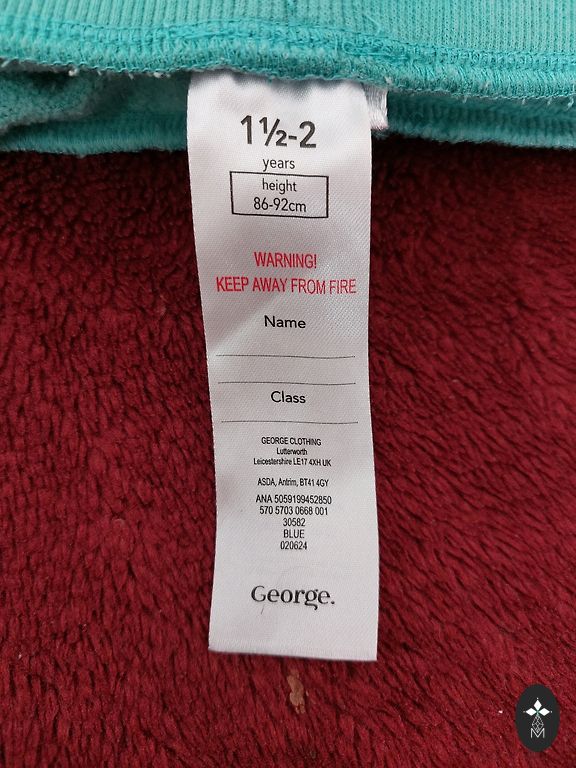 1½-2
years
height
86-92cm
WARNING!
KEEP AWAY FROM FIRE
Name
Class
GEORGE CLOTHING
Lutterworth
Leicestershire LE17 4XH UK
ASDA, Antrim, BT41 4GY
ANA 5059199452850
570 5703 0668 001
30582
BLUE
020624
George.
M